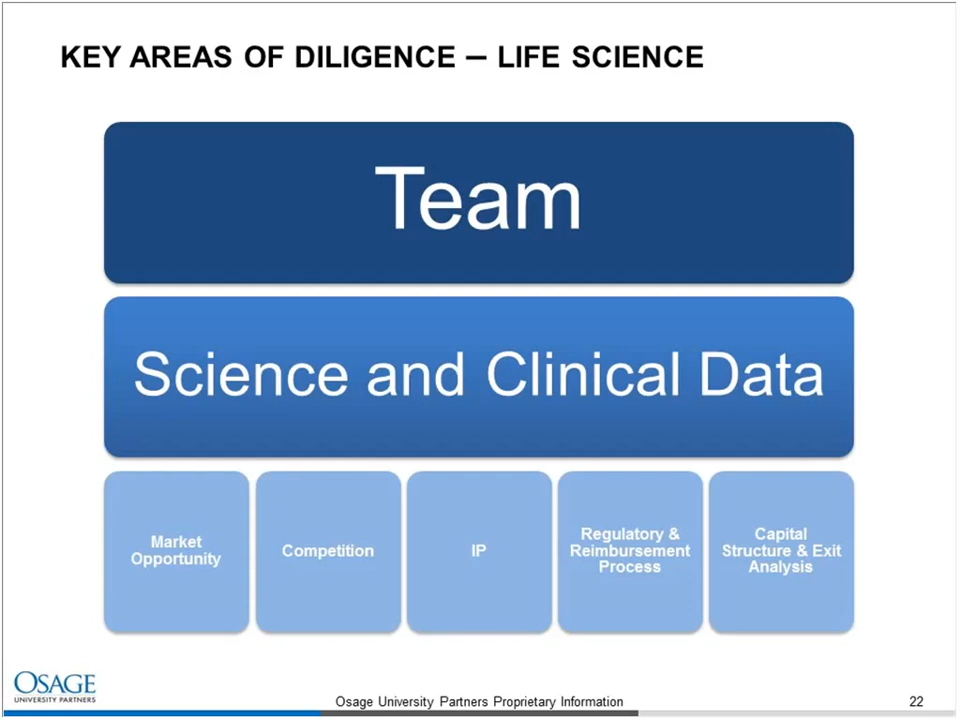 KEY AREAS OF DILIGENCE – LIFE SCIENCE
Team
Science and Clinical Data
Market
Opportunity
Competition
IP
Regulatory &
Reimbursement
Process
Capital
Structure & Exit
Analysis
OSAGE
UNIVERSITY PARTNERS
Osage University Partners Proprietary Information
22